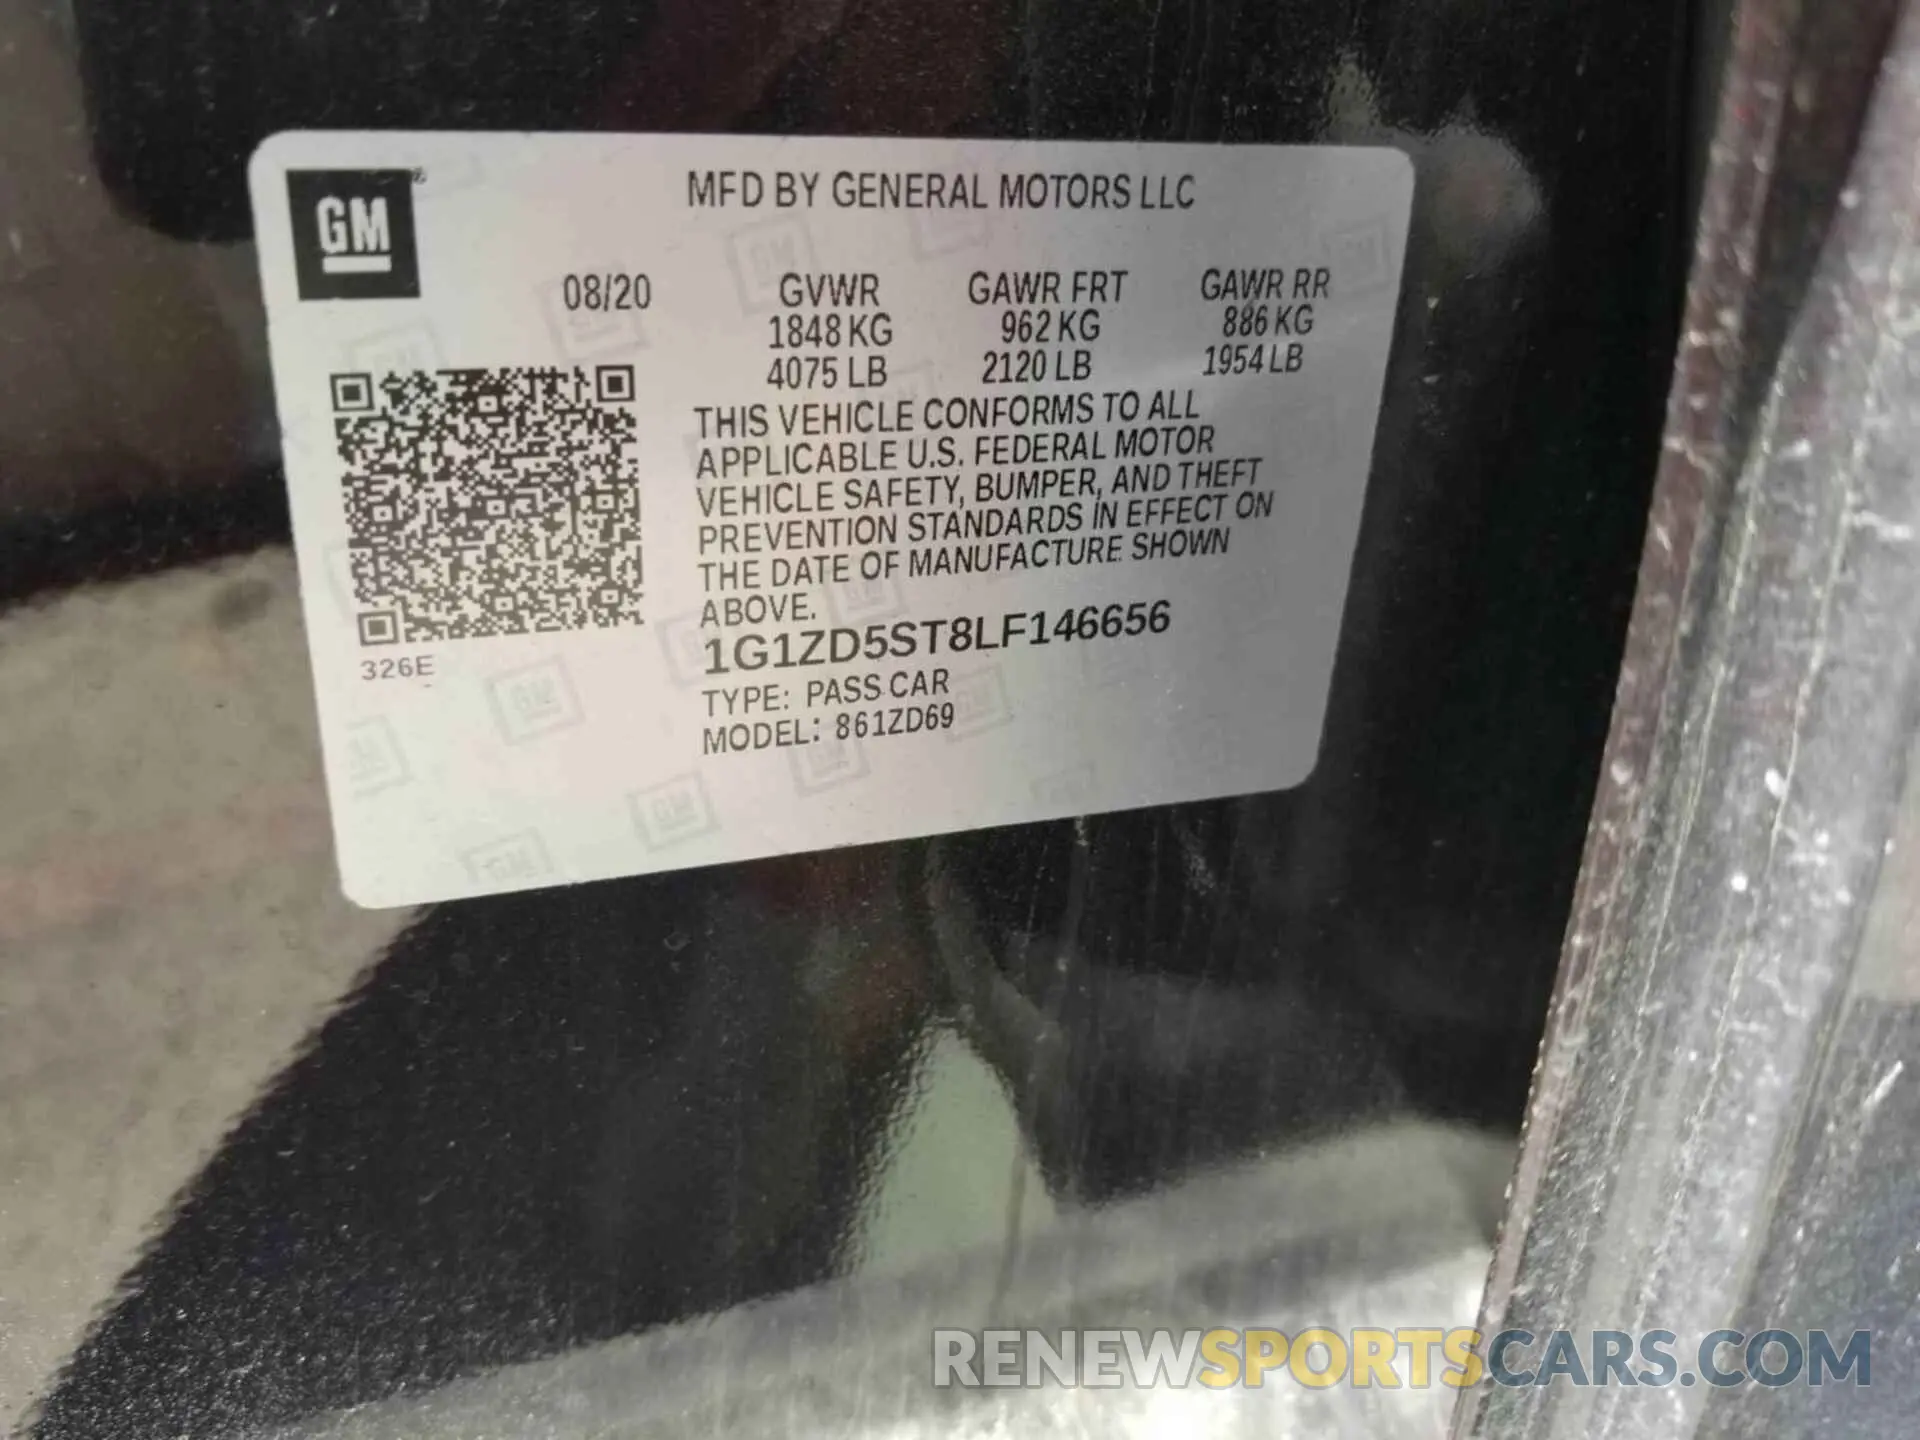 GM
MFD BY GENERAL MOTORS LLC
08/20 GVWR GAWR FRT GAWR RR
1848 KG 962 KG 886 KG
4075 LB 2120 LB 1954 LB
THIS VEHICLE CONFORMS TO ALL
APPLICABLE U.S. FEDERAL MOTOR
VEHICLE SAFETY, BUMPER, AND THEFT
PREVENTION STANDARDS IN EFFECT ON
THE DATE OF MANUFACTURE SHOWN
ABOVE.
1G1ZD5ST8LF146656
326E
TYPE: PASS CAR
MODEL: 861ZD69
RENEWSPORTSCARS.COM